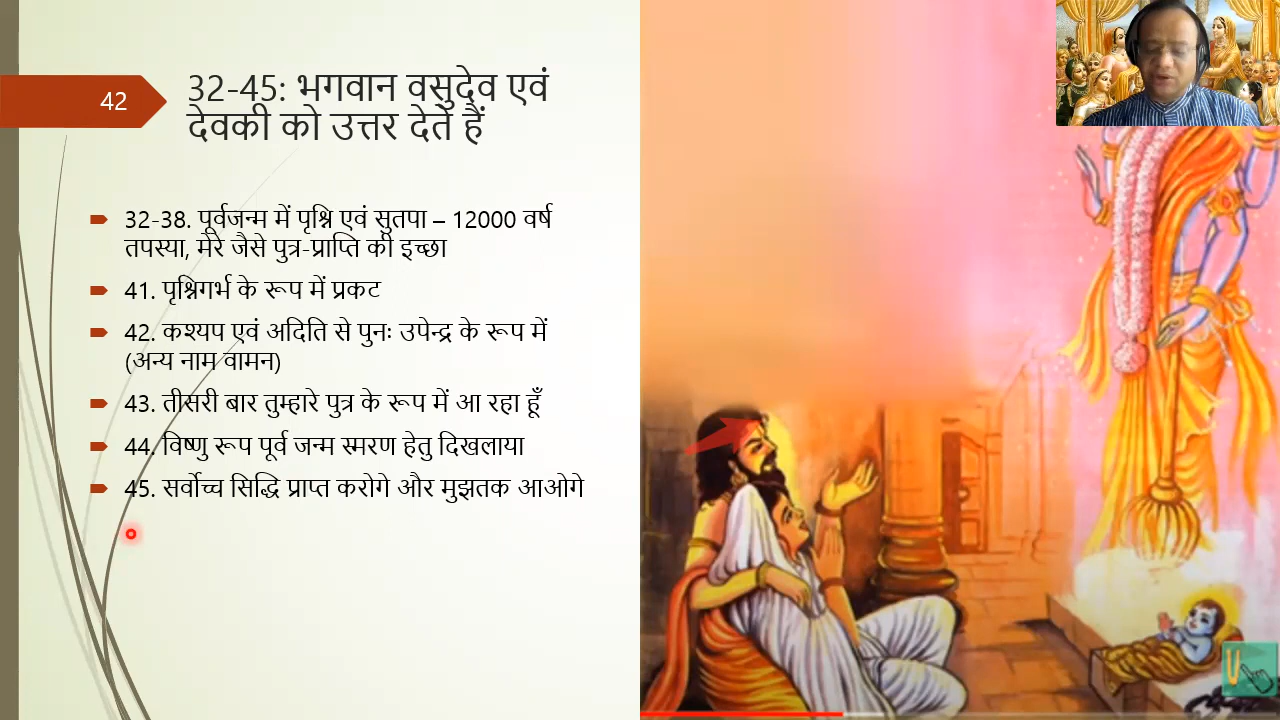 42
32-45: भगवान वसुदेव एवं
देवकी को उत्तर देते हैं
32-38. पूर्वजन्म में पृश्नि एवं सुतपा – 12000 वर्ष
तपस्या, मेरे जैसे पुत्र-प्राप्ति की इच्छा
41. पृश्निगर्भ के रूप में प्रकट
42. कश्यप एवं अदिति से पुनः उपेन्द्र के रूप में
(अन्य नाम वामन)
43. तीसरी बार तुम्हारे पुत्र के रूप में आ रहा हूँ
44. विष्णु रूप पूर्व जन्म स्मरण हेतु दिखलाया
45. सर्वोच्च सिद्धि प्राप्त करोगे और मुझतक आओगे